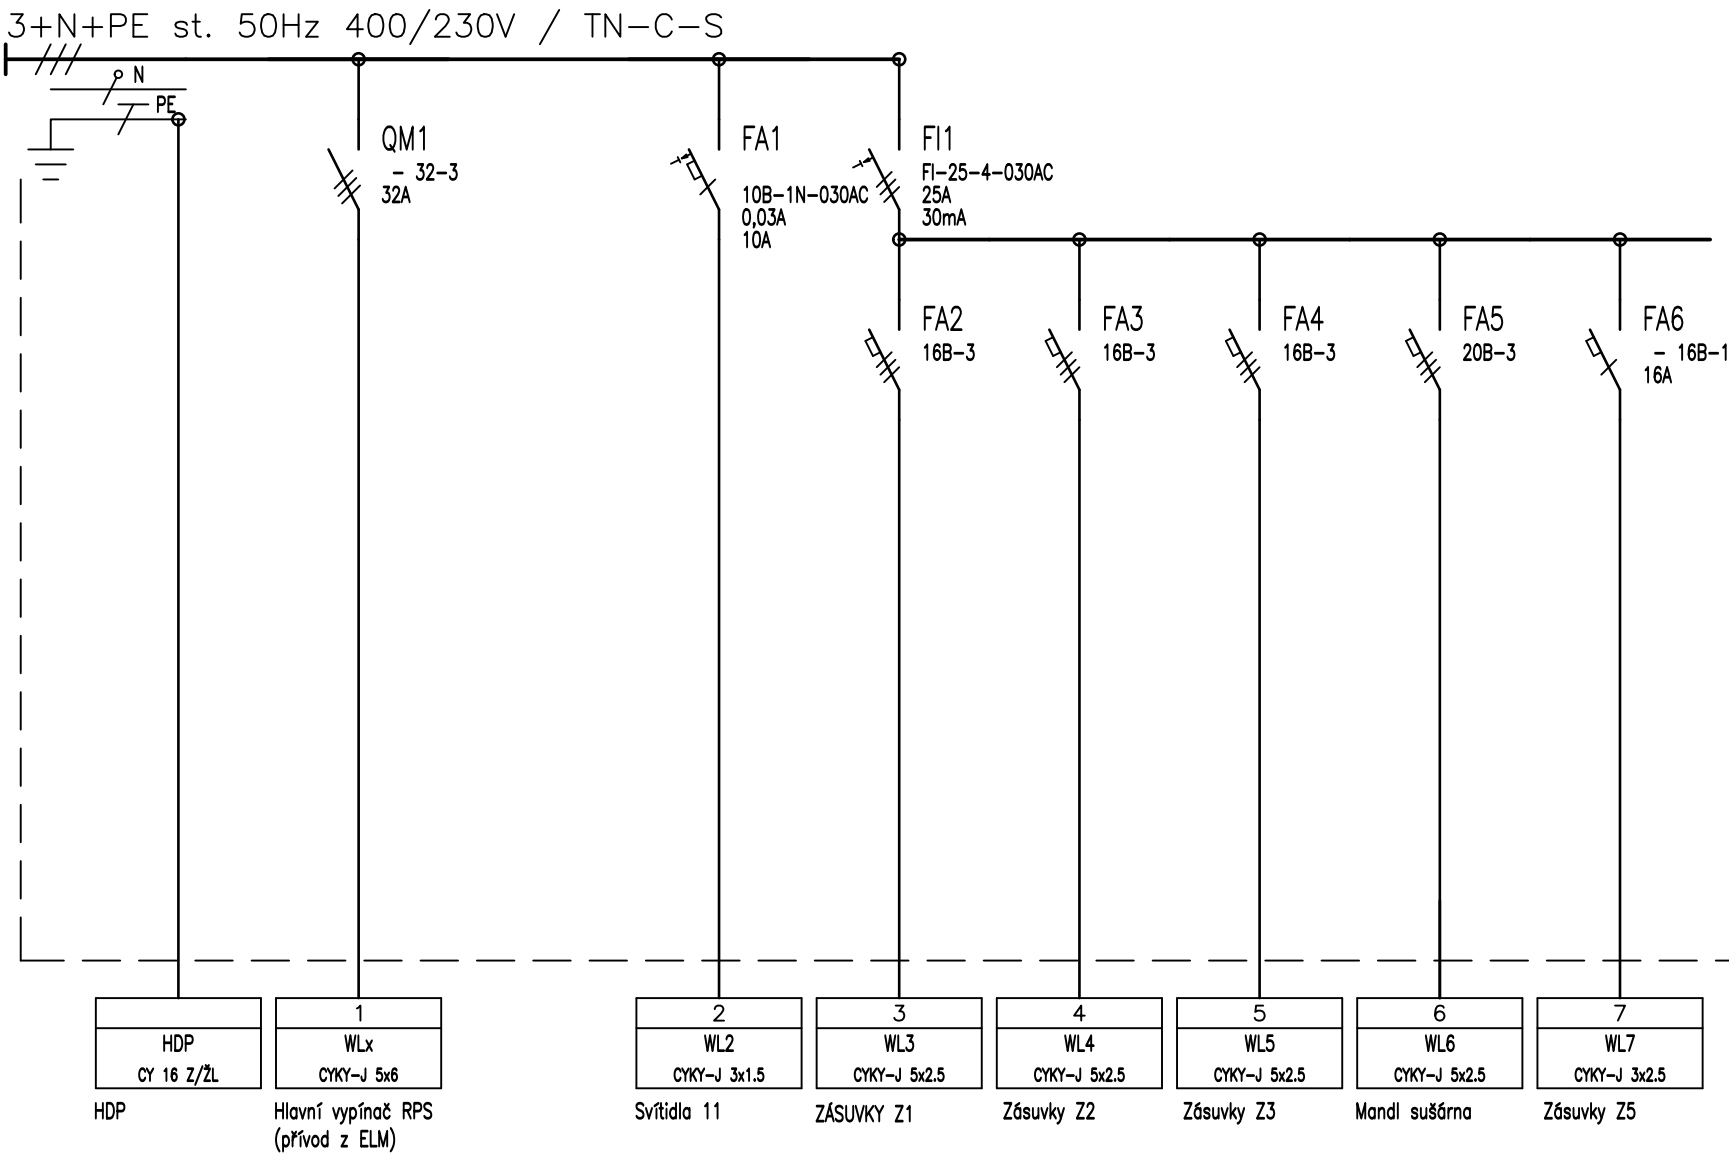 3+N+PE st. 50Hz 400/230V / TN-C-S
N
PE
QM1
- 32-3
32A
FA1
10B-1N-030AC
0,03A
10A
FI1
FI-25-4-030AC
25A
30mA
FA2
16B-3
FA3
16B-3
FA4
16B-3
FA5
20B-3
FA6
- 16B-1
16A
HDP
CY 16 Z/ŽL
HDP
1
WLx
CYKY-J 5x6
Hlavní vypínač RPS
(přívod z ELM)
2
WL2
CYKY-J 3x1.5
Svítidla 11
3
WL3
CYKY-J 5x2.5
ZÁSUVKY Z1
4
WL4
CYKY-J 5x2.5
Zásuvky Z2
5
WL5
CYKY-J 5x2.5
Zásuvky Z3
6
WL6
CYKY-J 5x2.5
Mandl sušárna
7
WL7
CYKY-J 3x2.5
Zásuvky Z5